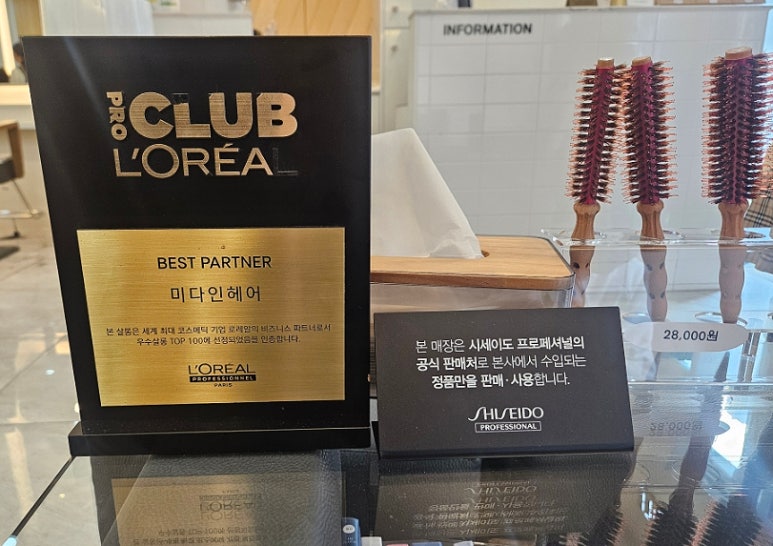 INFORMATION
PRO CLUB
L'ORÉAL
BEST PARTNER
미다인헤어
본 살롱은 세계 최대 코스메틱 기업 로레알의 비즈니스 파트너로서
우수살롱 TOP 100에 선정되었음을 인증합니다.
L'ORÉAL
PROFESSIONNEL
PARIS
본 매장은 시세이도 프로페셔널의
공식 판매처로 본사에서 수입되는
정품만을 판매·사용합니다.
SHISEIDO
PROFESSIONAL
28,000원